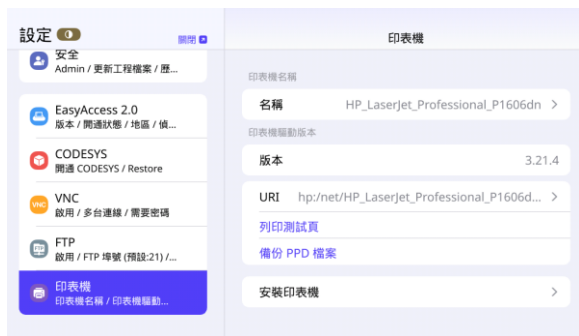 設定
關閉
安全
Admin / 更新工程檔案 / 歷...
EasyAccess 2.0
版本 / 開通狀態 / 地區 / 偵...
CODESYS
開通 CODESYS / Restore
VNC
VNC
啟用 / 多台連線 / 需要密碼
FTP
啟用 / FTP 埠號 (預設:21) /...
印表機
印表機名稱 / 印表機驅動...
印表機
印表機名稱
名稱 HP_LaserJet_Professional_P1606dn
印表機驅動版本
版本 3.21.4
URI hp:/net/HP_LaserJet_Professional_P1606d...
列印測試頁
備份 PPD 檔案
安裝印表機